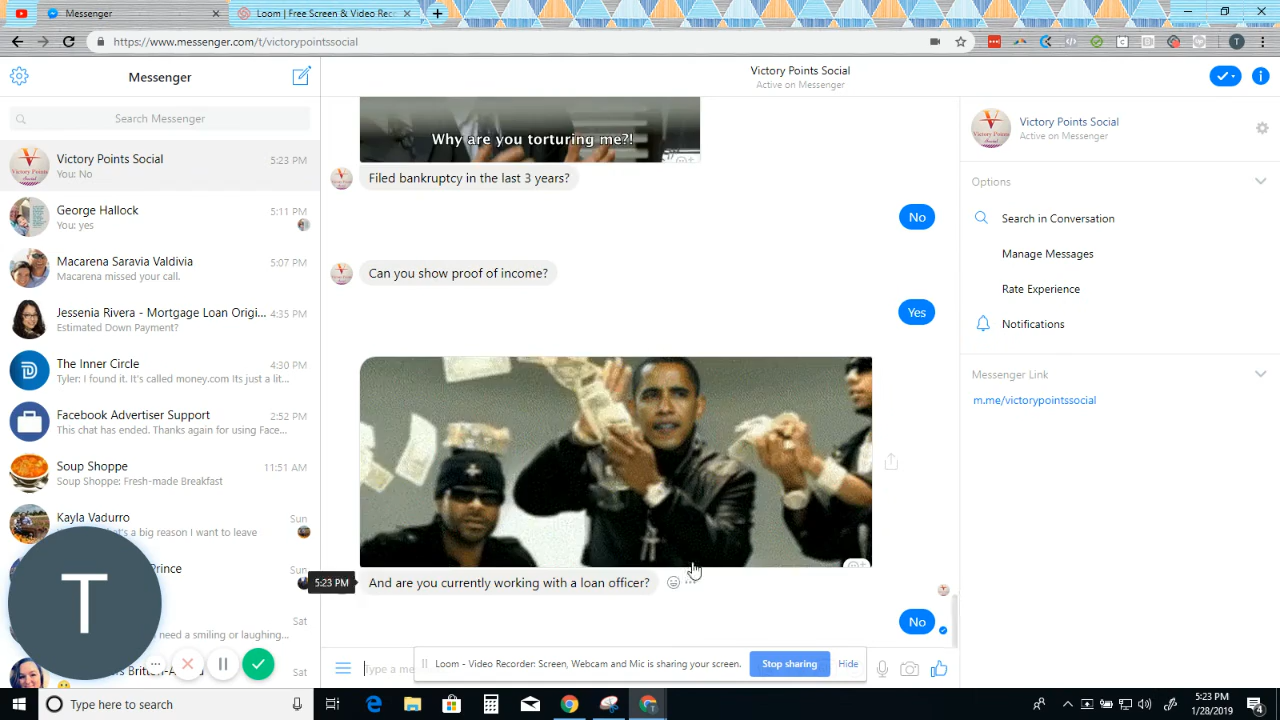 Messenger
Loom | Free Screen & Video Rec
https://www.messenger.com/t/victorypointssocial
T
Messenger
Search Messenger
Victory Points Social
5:23 PM
You: No
George Hallock
5:11 PM
You: yes
Macarena Saravia Valdivia
5:07 PM
Macarena missed your call.
Jessenia Rivera - Mortgage Loan Origi...
4:35 PM
Estimated Down Payment?
The Inner Circle
4:30 PM
Tyler: I found it. It's called money.com Its just a lit...
Facebook Advertiser Support
2:52 PM
This chat has ended. Thanks again for using Face...
Soup Shoppe
11:51 AM
Soup Shoppe: Fresh-made Breakfast
Kayla Vadurro
Sun
a big reason I want to leave
Prince
Sun
Sat
need a smiling or laughing...
Sat
T
Victory Points Social
Active on Messenger
Why are you torturing me?!
Filed bankruptcy in the last 3 years?
No
Can you show proof of income?
Yes
5:23 PM
And are you currently working with a loan officer?
No
Type a me
Loom - Video Recorder: Screen, Webcam and Mic is sharing your screen.
Stop sharing
Hide
Victory Points Social
Active on Messenger
Options
Search in Conversation
Manage Messages
Rate Experience
Notifications
Messenger Link
m.me/victorypointssocial
Type here to search
5:23 PM
1/28/2019
4